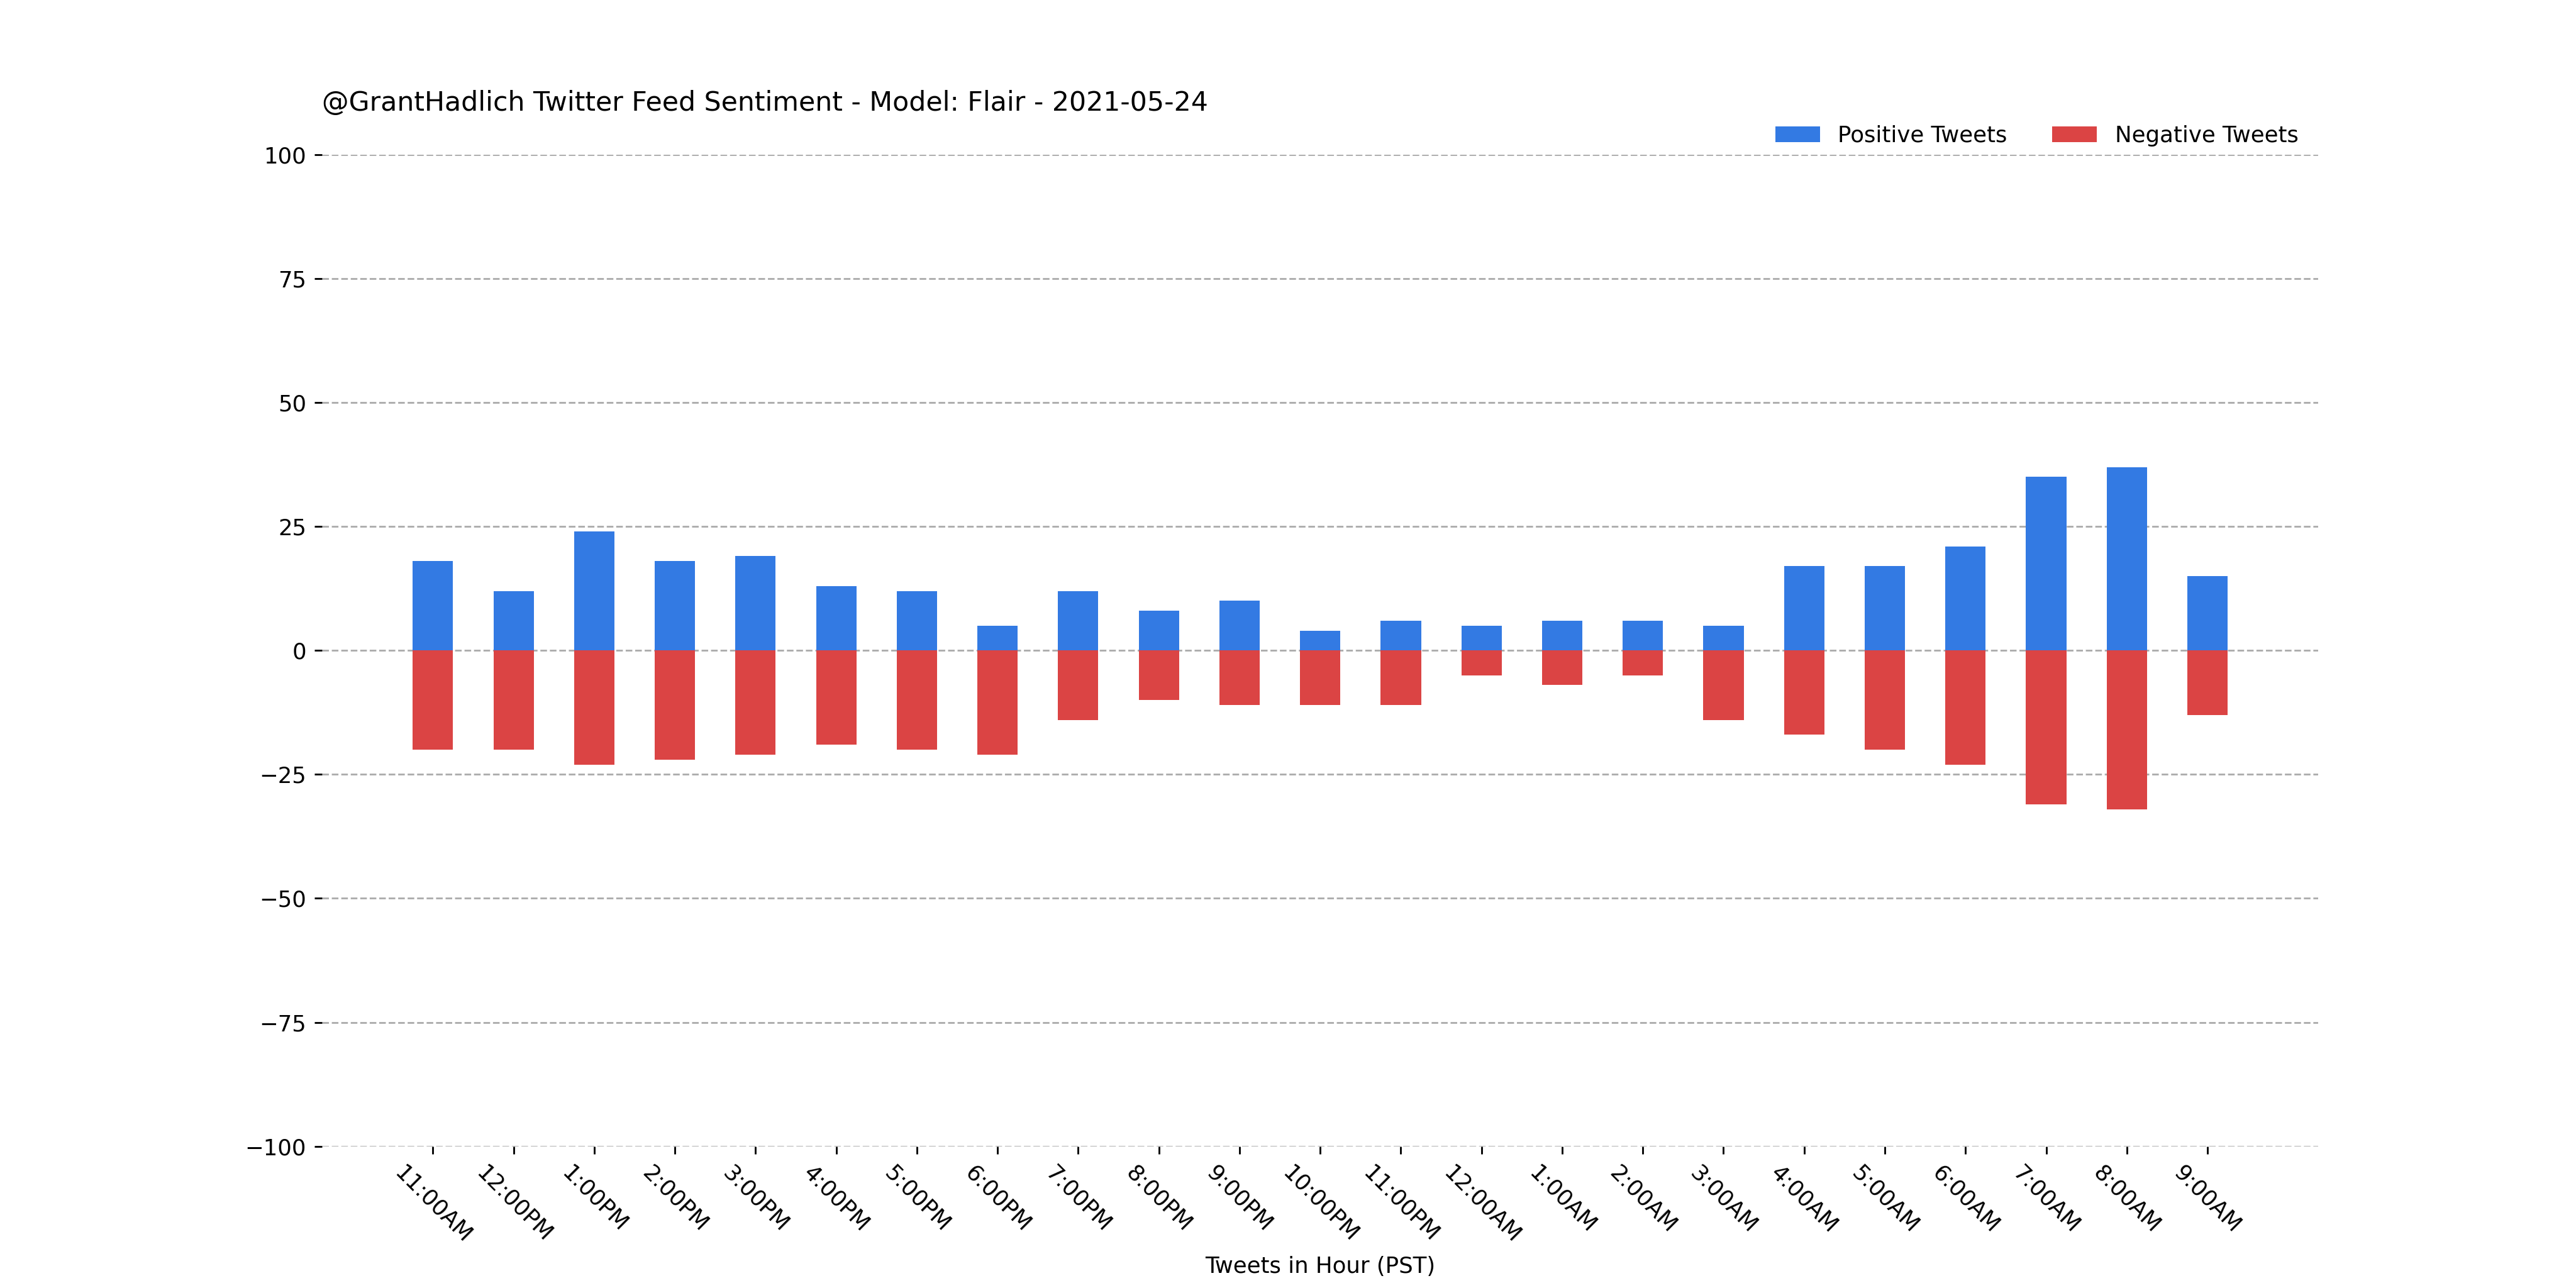 @GrantHadlich Twitter Feed Sentiment - Model: Flair - 2021-05-24
Positive Tweets
Negative Tweets
100
75
50
25
0
−25
−50
−75
−100
11:00AM
12:00PM
1:00PM
2:00PM
3:00PM
4:00PM
5:00PM
6:00PM
7:00PM
8:00PM
9:00PM
10:00PM
11:00PM
12:00AM
1:00AM
2:00AM
3:00AM
4:00AM
5:00AM
6:00AM
7:00AM
8:00AM
9:00AM
Tweets in Hour (PST)